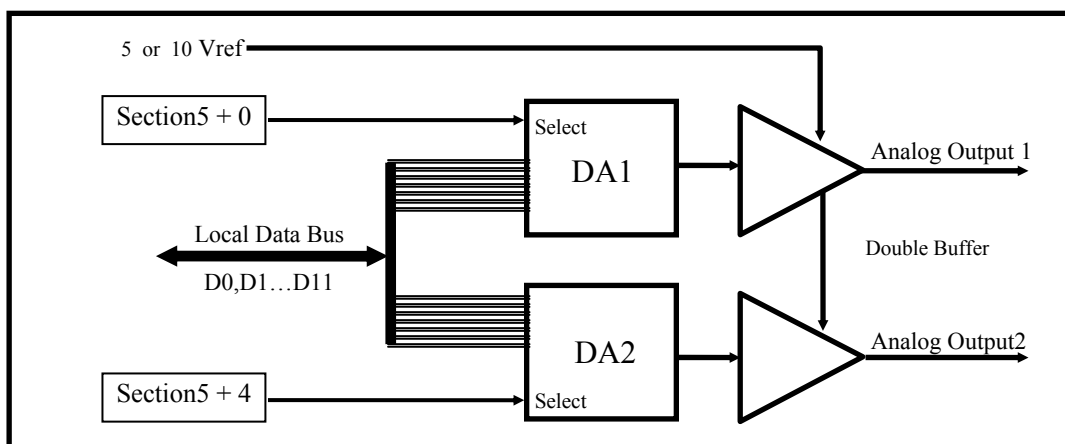 5 or 10 Vref
Section5 + 0
Select
DA1
Analog Output 1
Local Data Bus
D0,D1…D11
Double Buffer
DA2
Analog Output2
Section5 + 4
Select